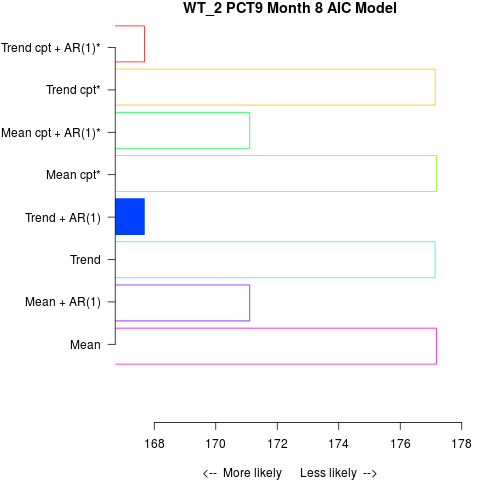 WT_2 PCT9 Month 8 AIC Model
Trend cpt + AR(1)*
Trend cpt*
Mean cpt + AR(1)*
Mean cpt*
Trend + AR(1)
Trend
Mean + AR(1)
Mean
168 170 172 174 176 178
<-- More likely Less likely -->